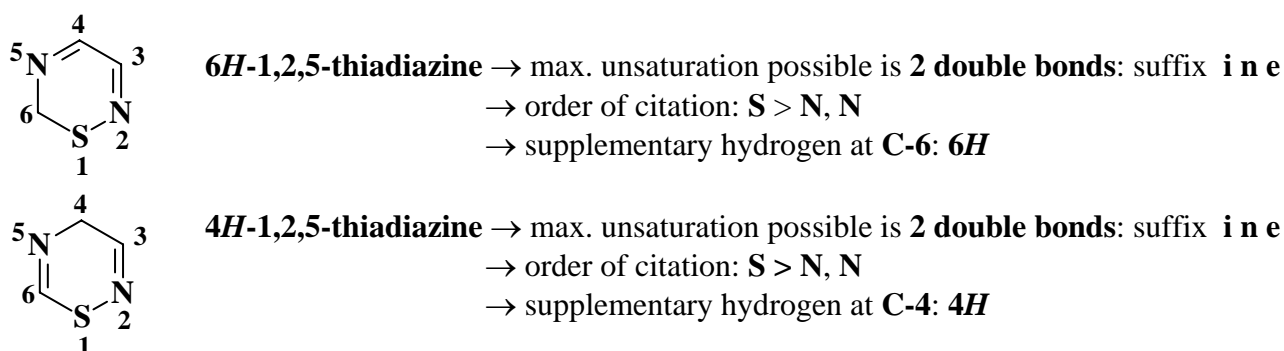 4
5 N 3
6H-1,2,5-thiadiazine → max. unsaturation possible is 2 double bonds: suffix i n e
6 N → order of citation: S > N, N
S 2
1 → supplementary hydrogen at C-6: 6H
4
5 N 3
4H-1,2,5-thiadiazine → max. unsaturation possible is 2 double bonds: suffix i n e
6 N → order of citation: S > N, N
S 2
1 → supplementary hydrogen at C-4: 4H